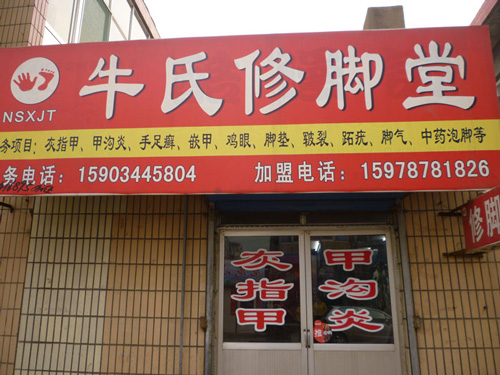 牛氏修脚堂
NSXJT
务项目:灰指甲、甲沟炎、手足癣、嵌甲、鸡眼、脚垫、皲裂、跖疣、脚气、中药泡脚等
务电话:15903445804 加盟电话:15978781826
修脚
灰指甲
甲沟炎
推